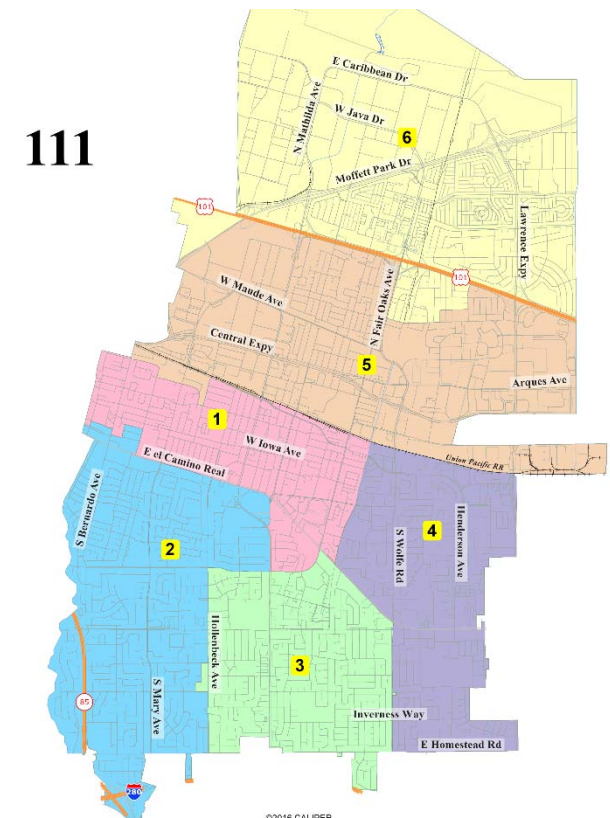 E Caribbean Dr
N Mathilda Ave
W Java Dr
6
111
Moffett Park Dr
101
Lawrence Expy
101
W Maude Ave
N Fair Oaks Ave
Central Expy
5
Arques Ave
1
W Iowa Ave
E el Camino Real
Union Pacific RR
S Bernardo Ave
2
4
Henderson Ave
S Wolfe Rd
Hollenbeck Ave
3
S Mary Ave
85
Inverness Way
E Homestead Rd
280
©2016 CALIPER